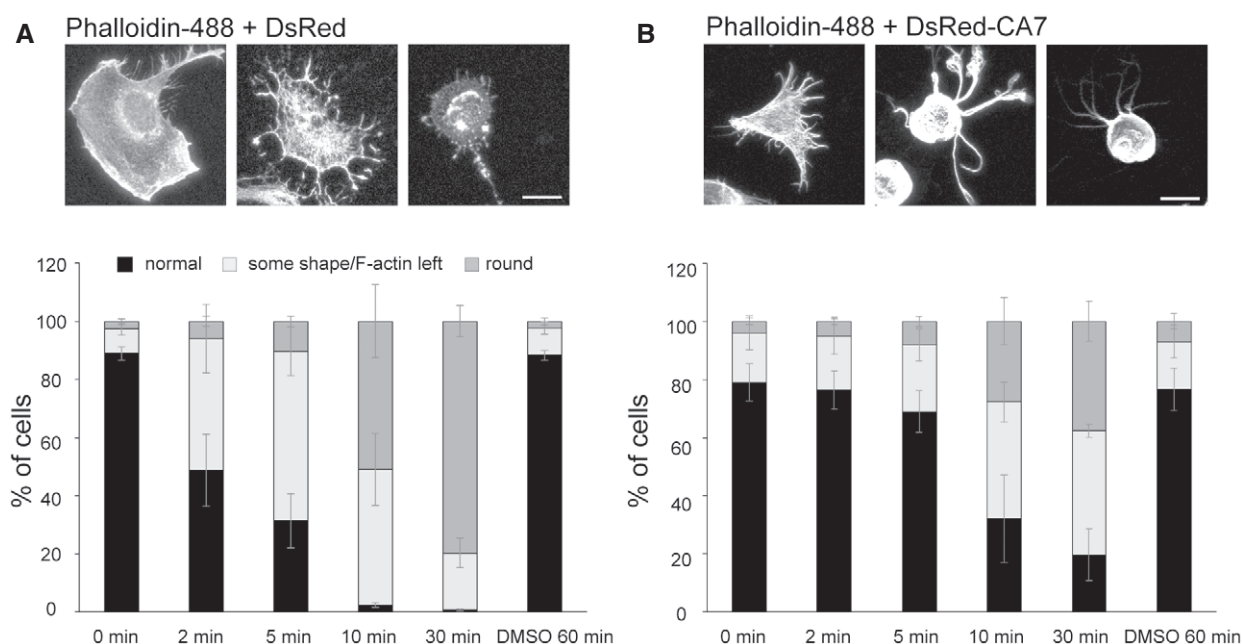 A
Phalloidin-488 + DsRed
120
100
80
60
40
20
0
% of cells
normal
some shape/F-actin left
round
0 min
2 min
5 min
10 min
30 min
DMSO 60 min
B
Phalloidin-488 + DsRed-CA7
120
100
80
60
40
20
0
% of cells
0 min
2 min
5 min
10 min
30 min
DMSO 60 min